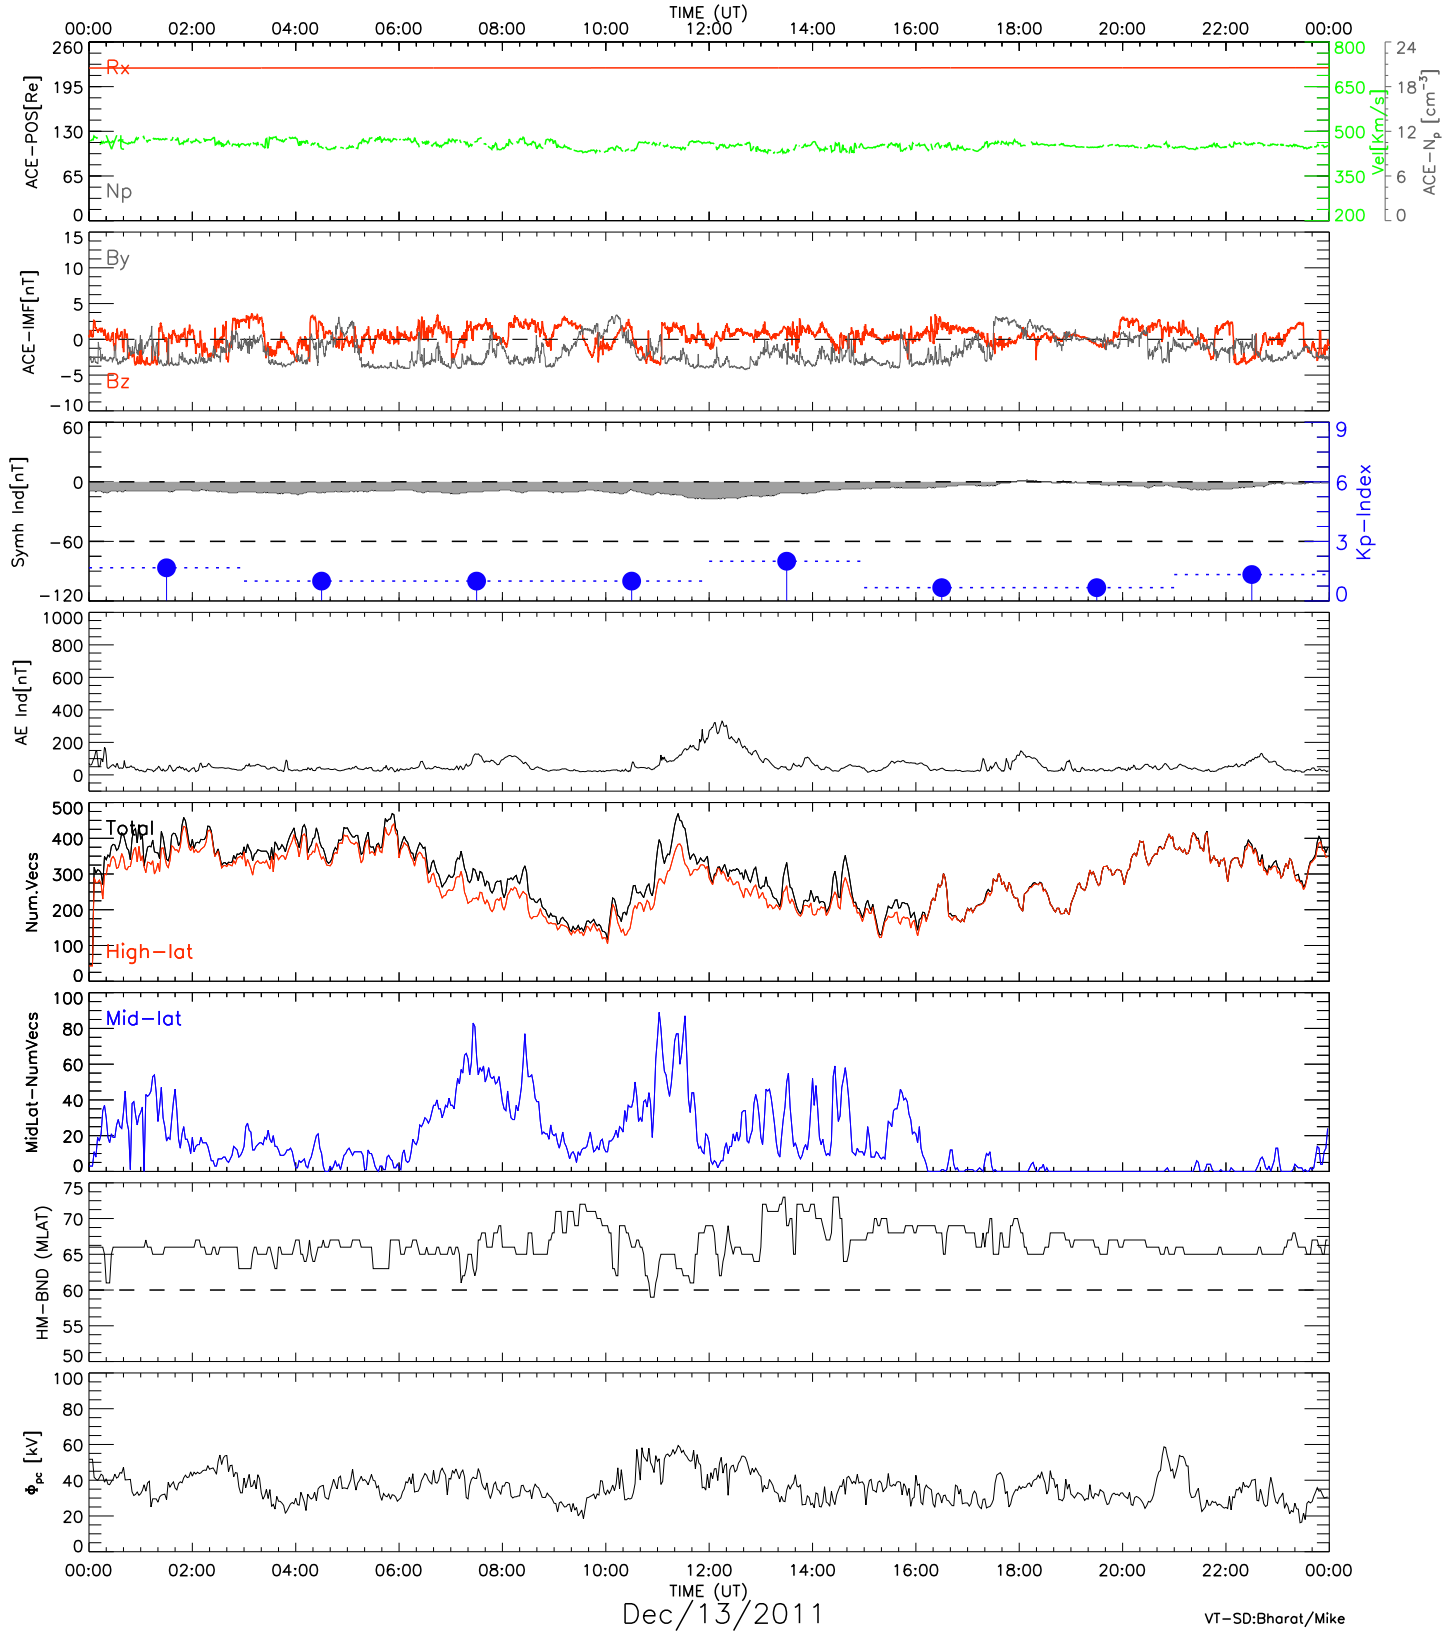 TIME (UT)
00:00 02:00 04:00 06:00 08:00 10:00 12:00 14:00 16:00 18:00 20:00 22:00 00:00
260 800 24
Rx
195 650 18
130 500 12
65 350 6
Np
0 200 0
ACE-POS[Re]
Vel[Km/s]
ACE-Np [cm-3]
15
By
10
5
0
-5
Bz
-10
ACE-IMF[nT]
60 9
0 6
-60 3
-120 0
Symh Ind[nT]
Kp-Index
1000
800
600
400
200
0
AE Ind[nT]
500
Total
400
300
200
100
High-lat
0
Num.Vecs
100
Mid-lat
80
60
40
20
0
MidLat-NumVecs
75
70
65
60
55
50
HM-BND (MLAT)
100
80
60
40
20
0
Φpc [kV]
00:00 02:00 04:00 06:00 08:00 10:00 12:00 14:00 16:00 18:00 20:00 22:00 00:00
TIME (UT)
Dec/13/2011
VT-SD:Bharat/Mike